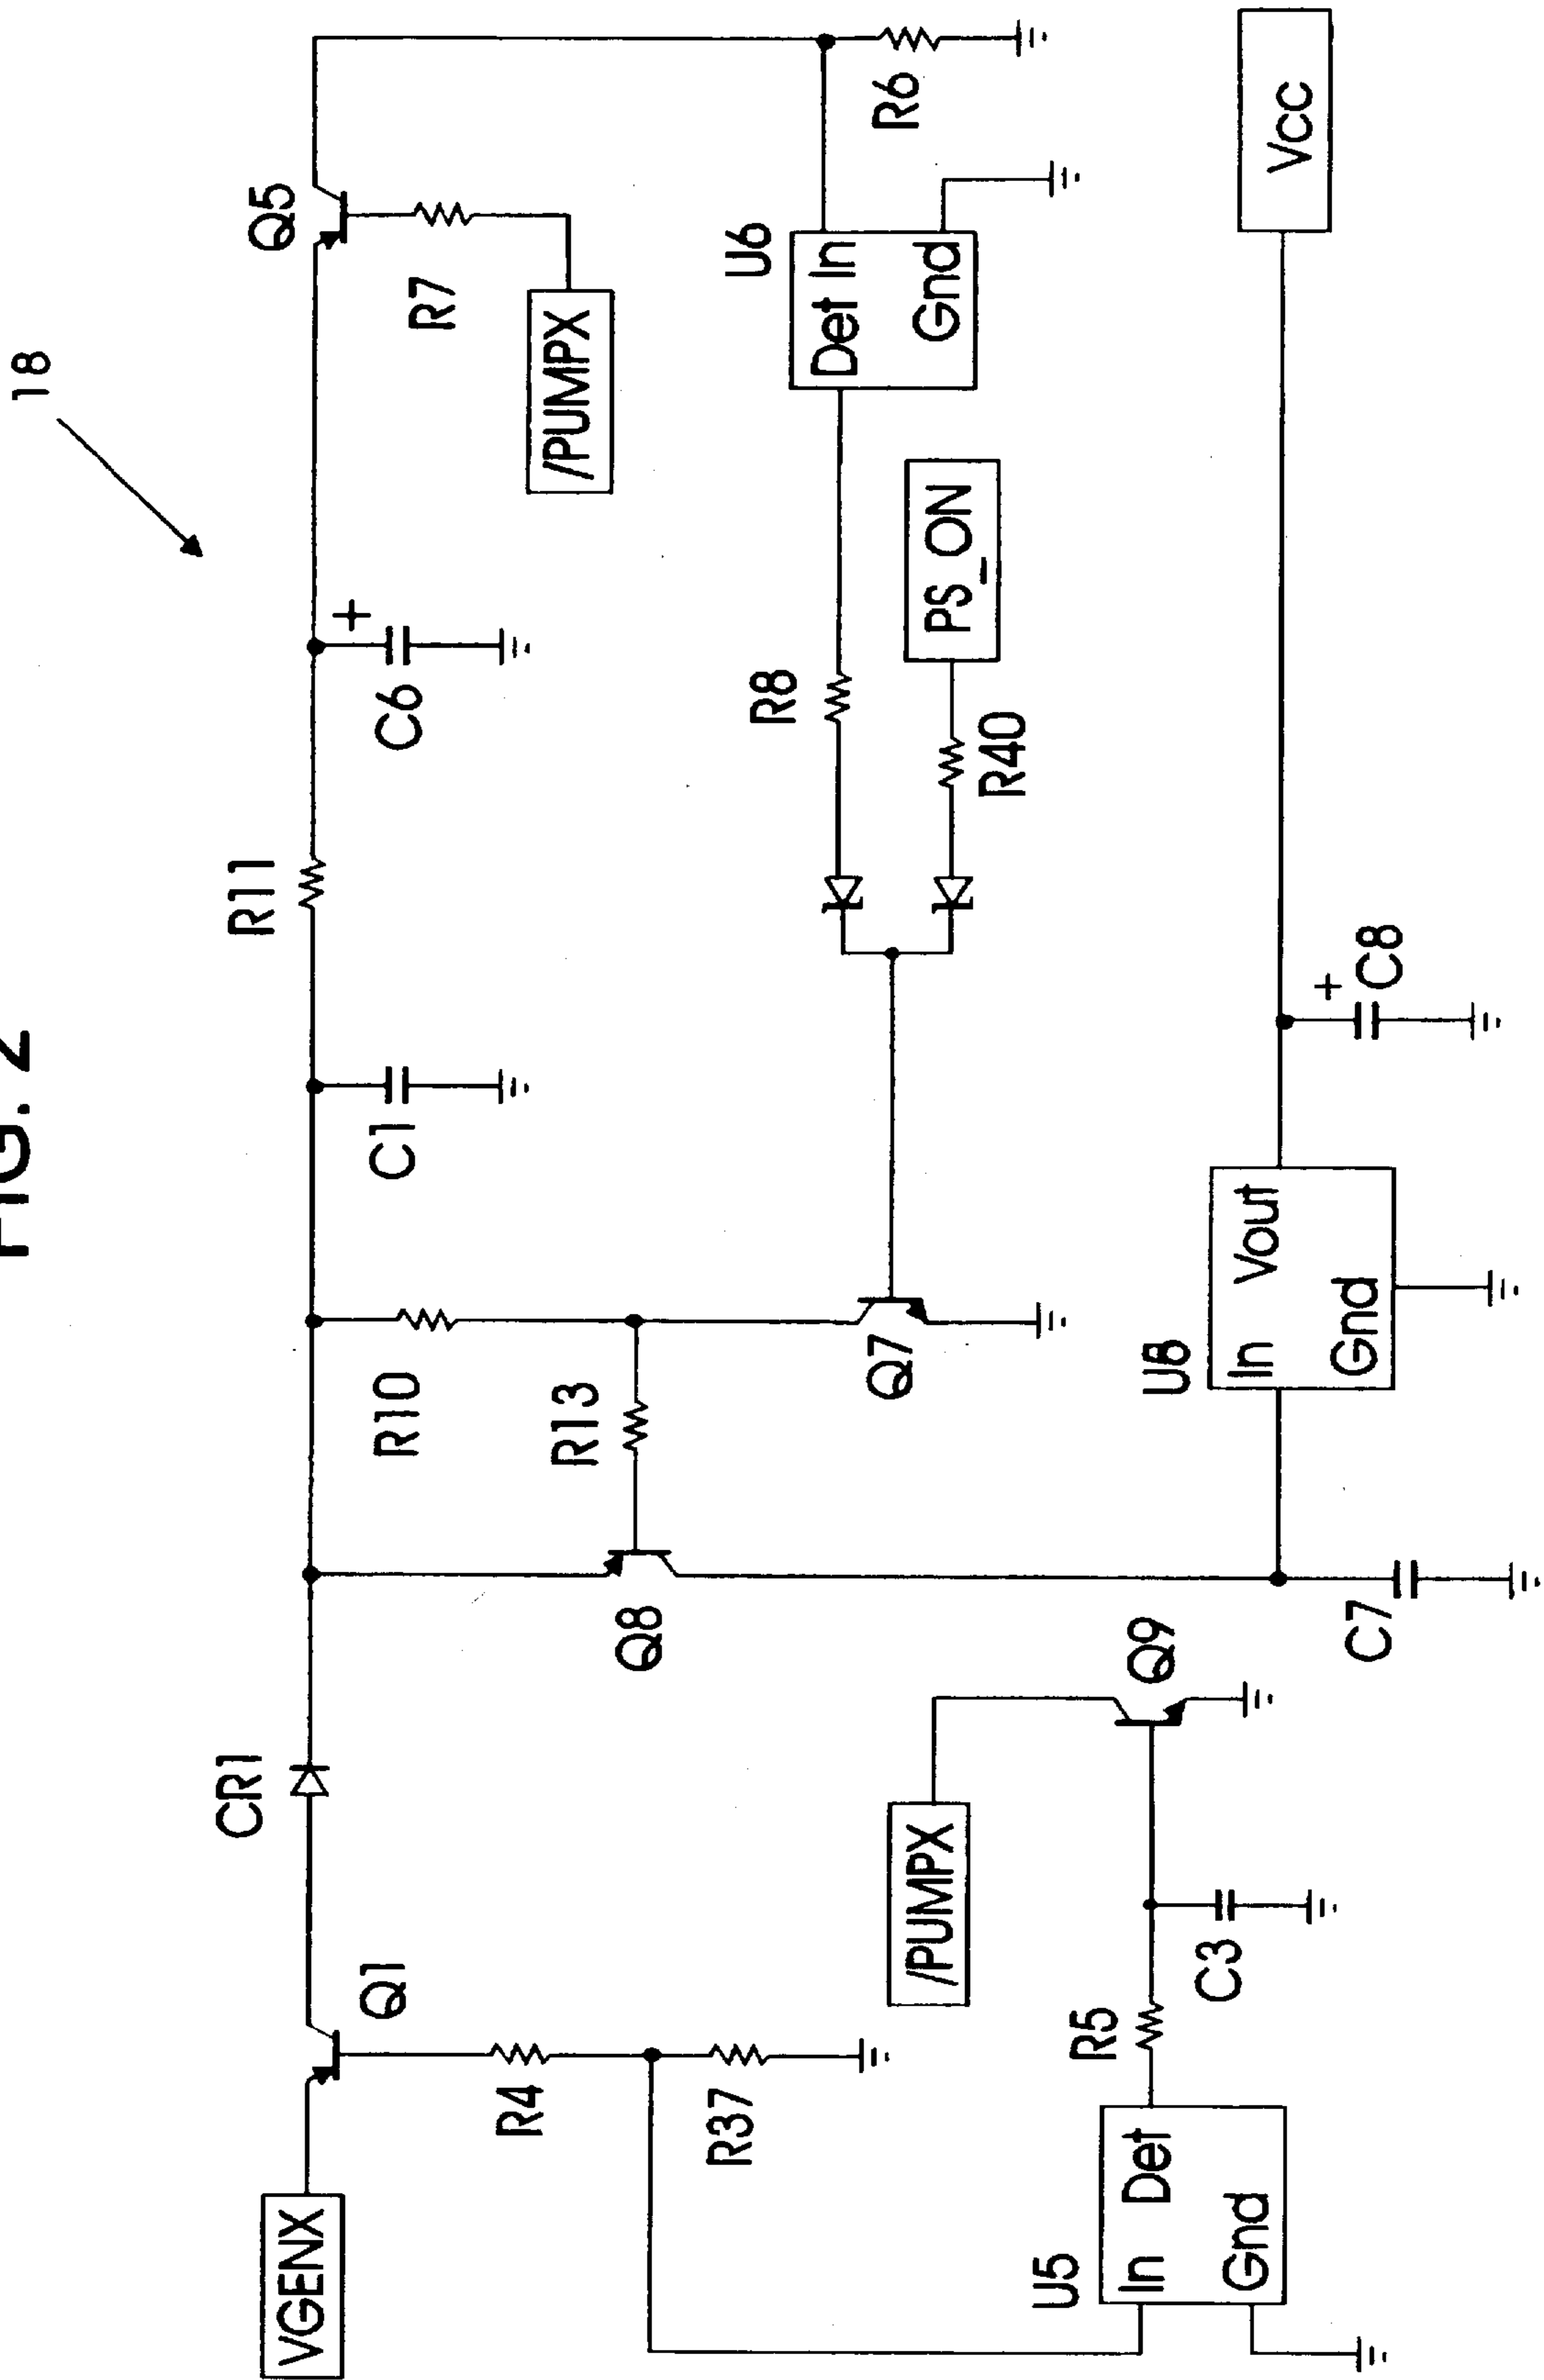 FIG. 2
18
VGENX
Q1
CR1
R11
Q5
R4
R37
R10
C1
C6
+
R7
/PUMPX
Q8
R13
Q7
R8
R40
PS_ON
U6
Det In
Gnd
R6
U5
In Det
Gnd
R5
C3
/PUMPX
Q9
C7
U8
In Vout
Gnd
+
C8
Vcc